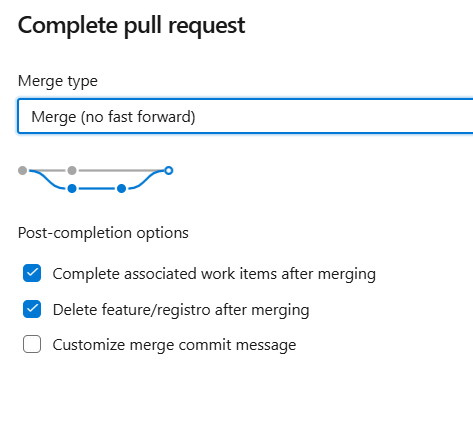 Complete pull request
Merge type
Merge (no fast forward)
Post-completion options
Complete associated work items after merging
Delete feature/registro after merging
Customize merge commit message